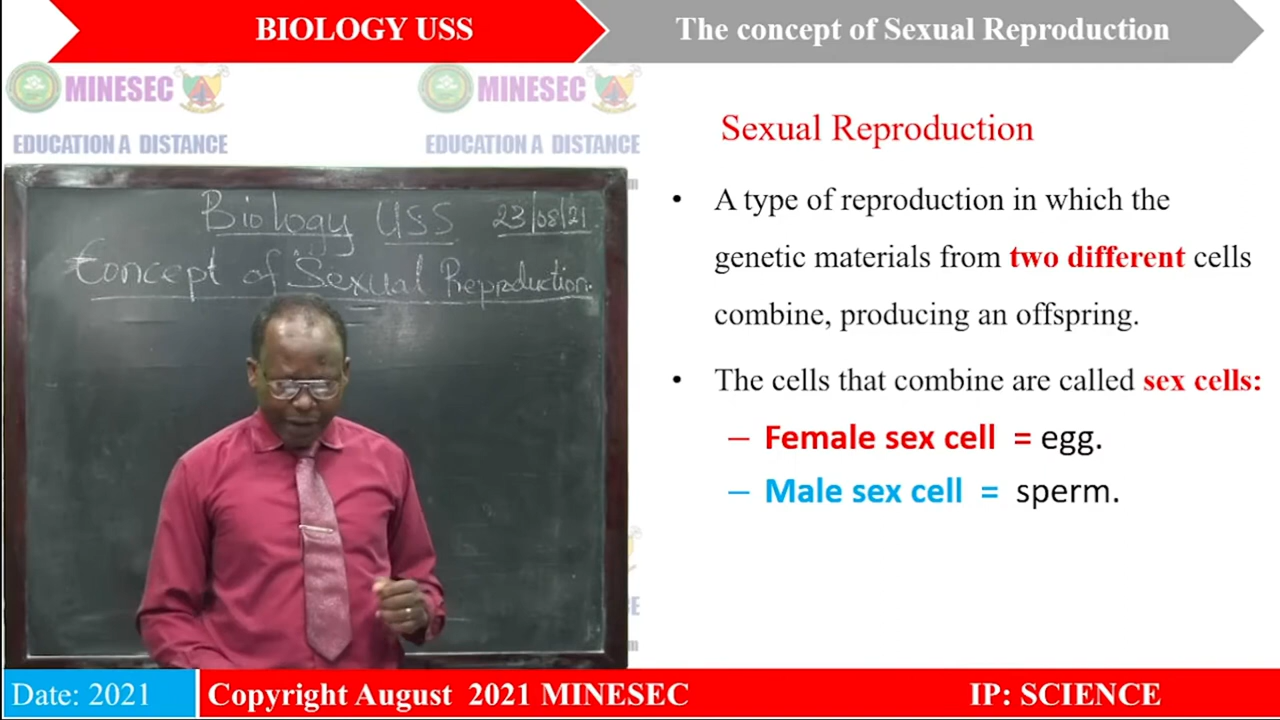 BIOLOGY USS
The concept of Sexual Reproduction
MINESEC
MINESEC
EDUCATION A DISTANCE
EDUCATION A DISTANCE
Biology USS 23/08/21
Concept of Sexual Reproduction.
Sexual Reproduction
• A type of reproduction in which the
genetic materials from two different cells
combine, producing an offspring.
• The cells that combine are called sex cells:
– Female sex cell = egg.
– Male sex cell = sperm.
Date: 2021
Copyright August 2021 MINESEC
IP: SCIENCE